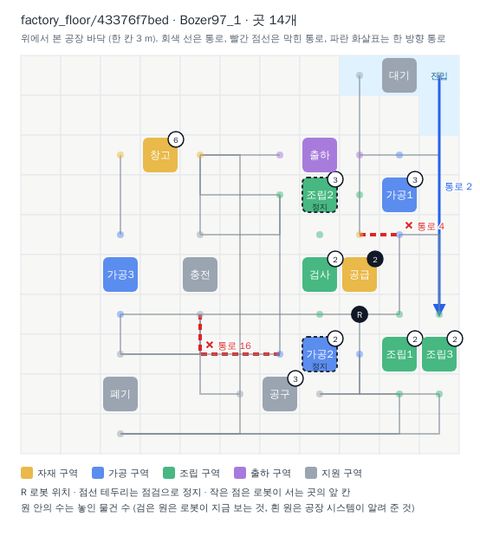 factory_floor/43376f7bed · Bozer97_1 · 곳 14개
위에서 본 공장 바닥 (한 칸 3 m). 회색 선은 통로, 빨간 점선은 막힌 통로, 파란 화살표는 한 방향 통로
대기
진입
6
창고
출하
3
조립2
정지
3
가공1
통로 2
✕ 통로 4
가공3
충전
2
검사
2
공급
R
✕ 통로 16
2
가공2
정지
2
조립1
2
조립3
폐기
3
공구
자재 구역
가공 구역
조립 구역
출하 구역
지원 구역
R 로봇 위치 · 점선 테두리는 점검으로 정지 · 작은 점은 로봇이 서는 곳의 앞 칸
원 안의 수는 놓인 물건 수 (검은 원은 로봇이 지금 보는 것, 흰 원은 공장 시스템이 알려 준 것)